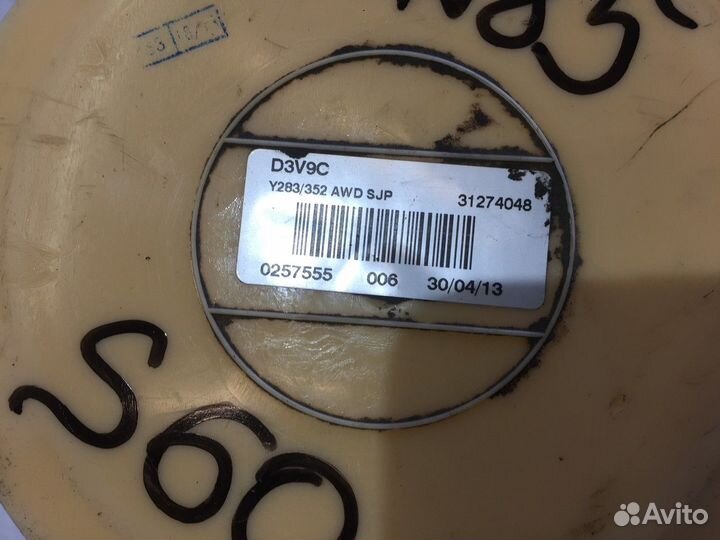 D3V9C
Y283/352 AWD SJP 31274048
0257555 006 30/04/13
S60
Avito